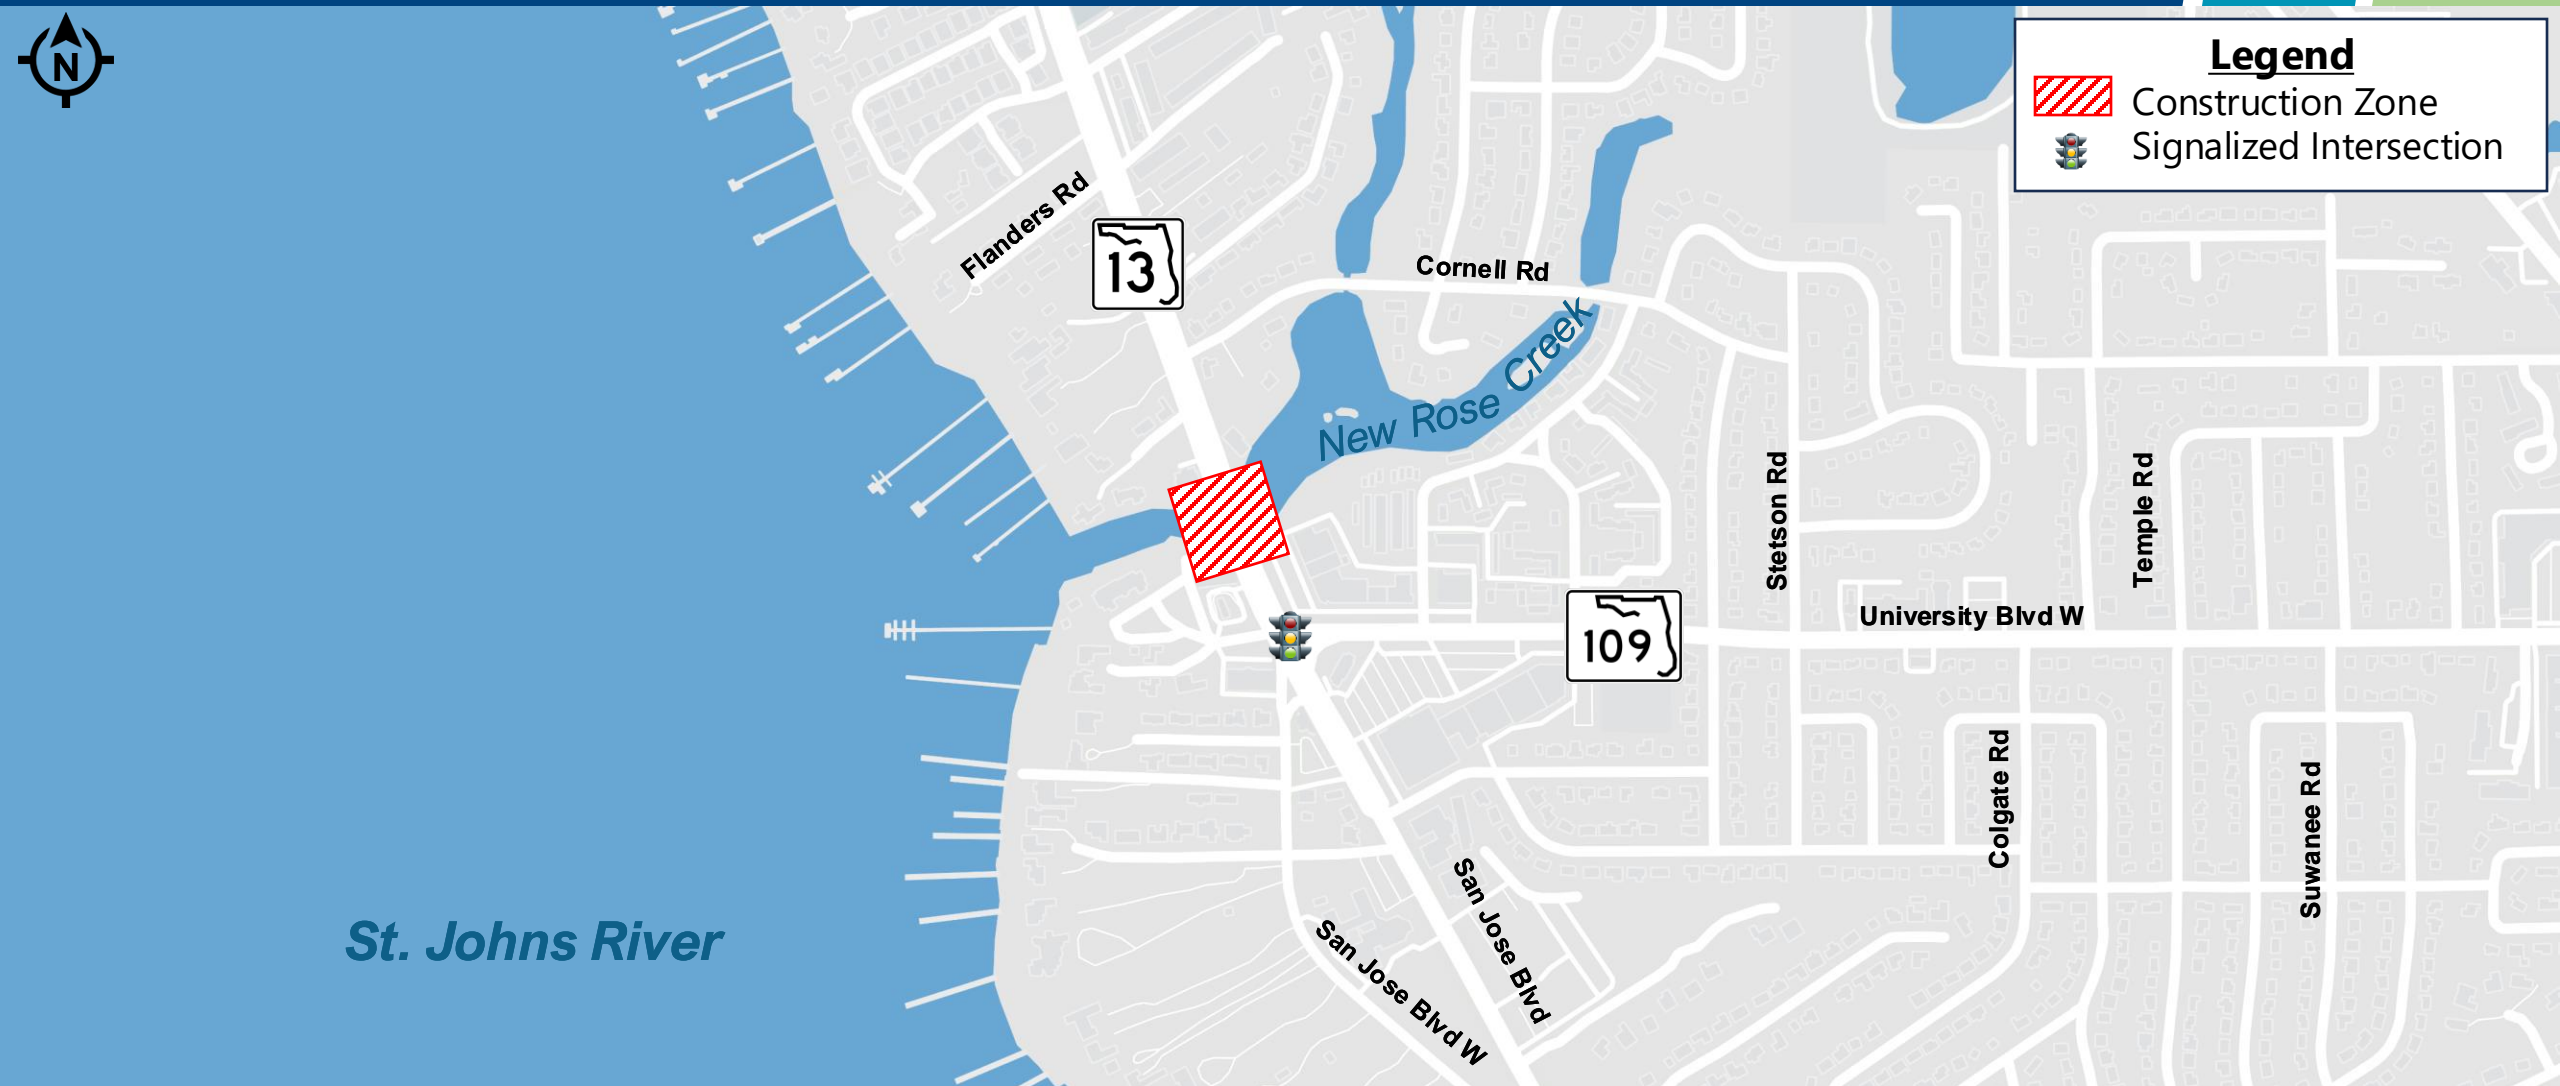 N
Legend
Construction Zone
Signalized Intersection
Flanders Rd
13
Cornell Rd
New Rose Creek
Stetson Rd
Temple Rd
University Blvd W
109
Colgate Rd
Suwanee Rd
San Jose Blvd
San Jose Blvd W
St. Johns River